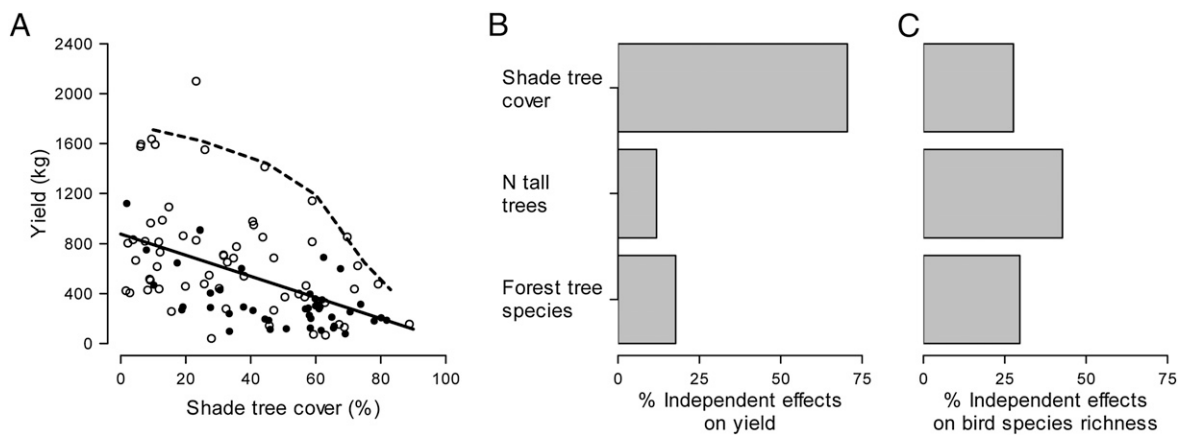 A
Yield (kg)
2400
2000
1600
1200
800
400
0
0 20 40 60 80 100
Shade tree cover (%)
B
Shade tree
cover
N tall
trees
Forest tree
species
0 25 50 75
% Independent effects
on yield
C
0 25 50 75
% Independent effects
on bird species richness